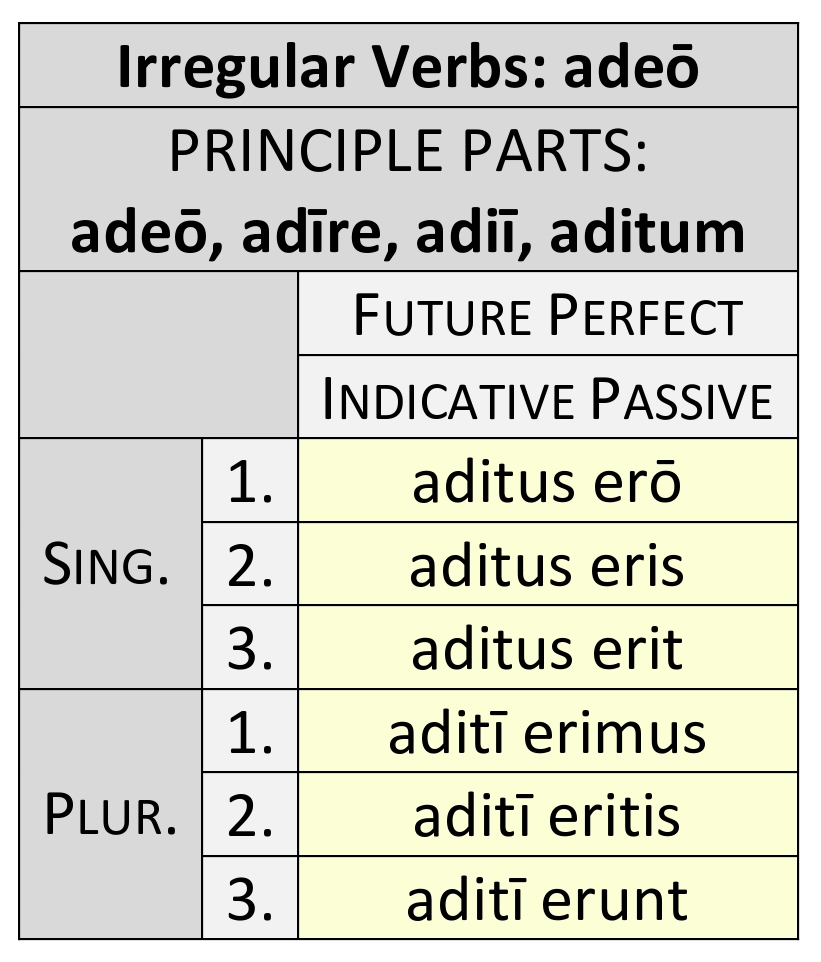 Irregular Verbs: adeō
PRINCIPLE PARTS:
adeō, adīre, adiī, aditum
FUTURE PERFECT
INDICATIVE PASSIVE
SING.
1. aditus erō
2. aditus eris
3. aditus erit
PLUR.
1. aditī erimus
2. aditī eritis
3. aditī erunt